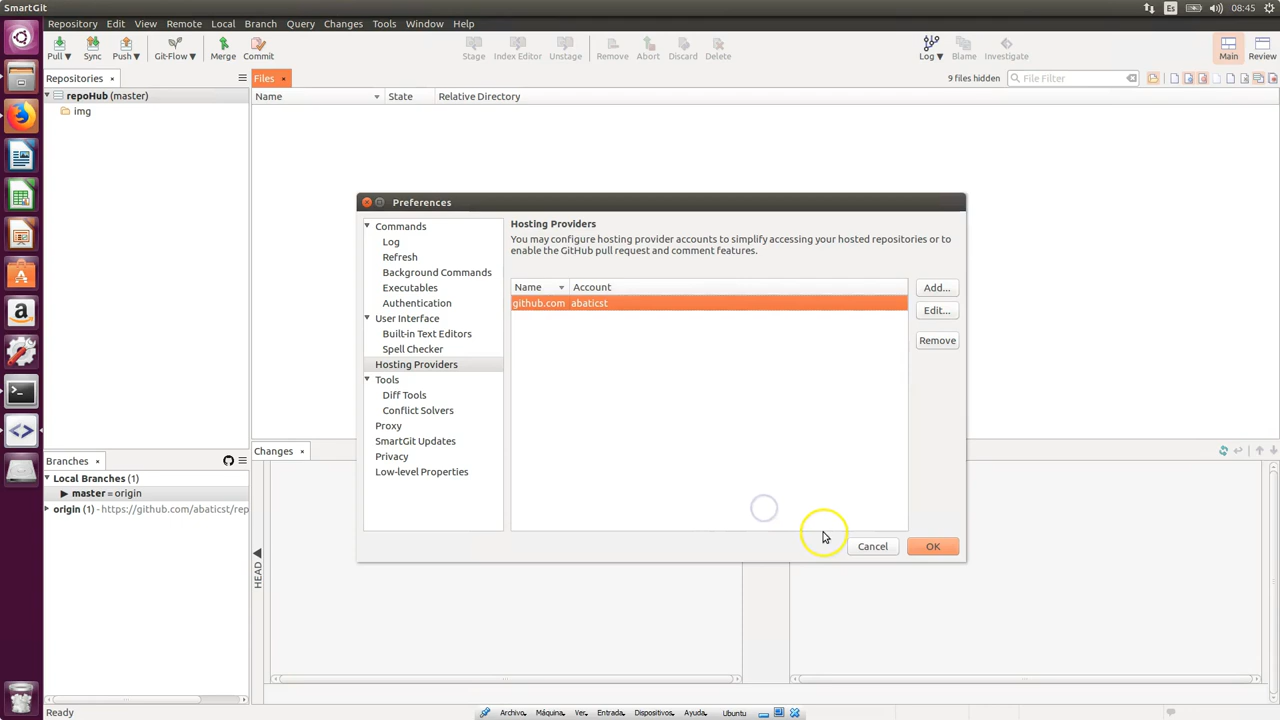 SmartGit
Es
08:45
Repository Edit View Remote Local Branch Query Changes Tools Window Help
Pull Sync Push Git-Flow Merge Commit Stage Index Editor Unstage Remove Abort Discard Delete Log Blame Investigate Main Review
Repositories
Files
9 files hidden
File Filter
repoHub (master)
img
Name State Relative Directory
Preferences
Commands
Log
Refresh
Background Commands
Executables
Authentication
User Interface
Built-in Text Editors
Spell Checker
Hosting Providers
Tools
Diff Tools
Conflict Solvers
Proxy
SmartGit Updates
Privacy
Low-level Properties
Hosting Providers
You may configure hosting provider accounts to simplify accessing your hosted repositories or to
enable the GitHub pull request and comment features.
Name Account
github.com abaticst
Add...
Edit...
Remove
Cancel OK
Branches
Local Branches
master = origin
origin (1) - https://github.com/abaticst/rep
Changes
HEAD
Ready
Archivo Máquina Ver Entrada Dispositivos Ayuda Ubuntu